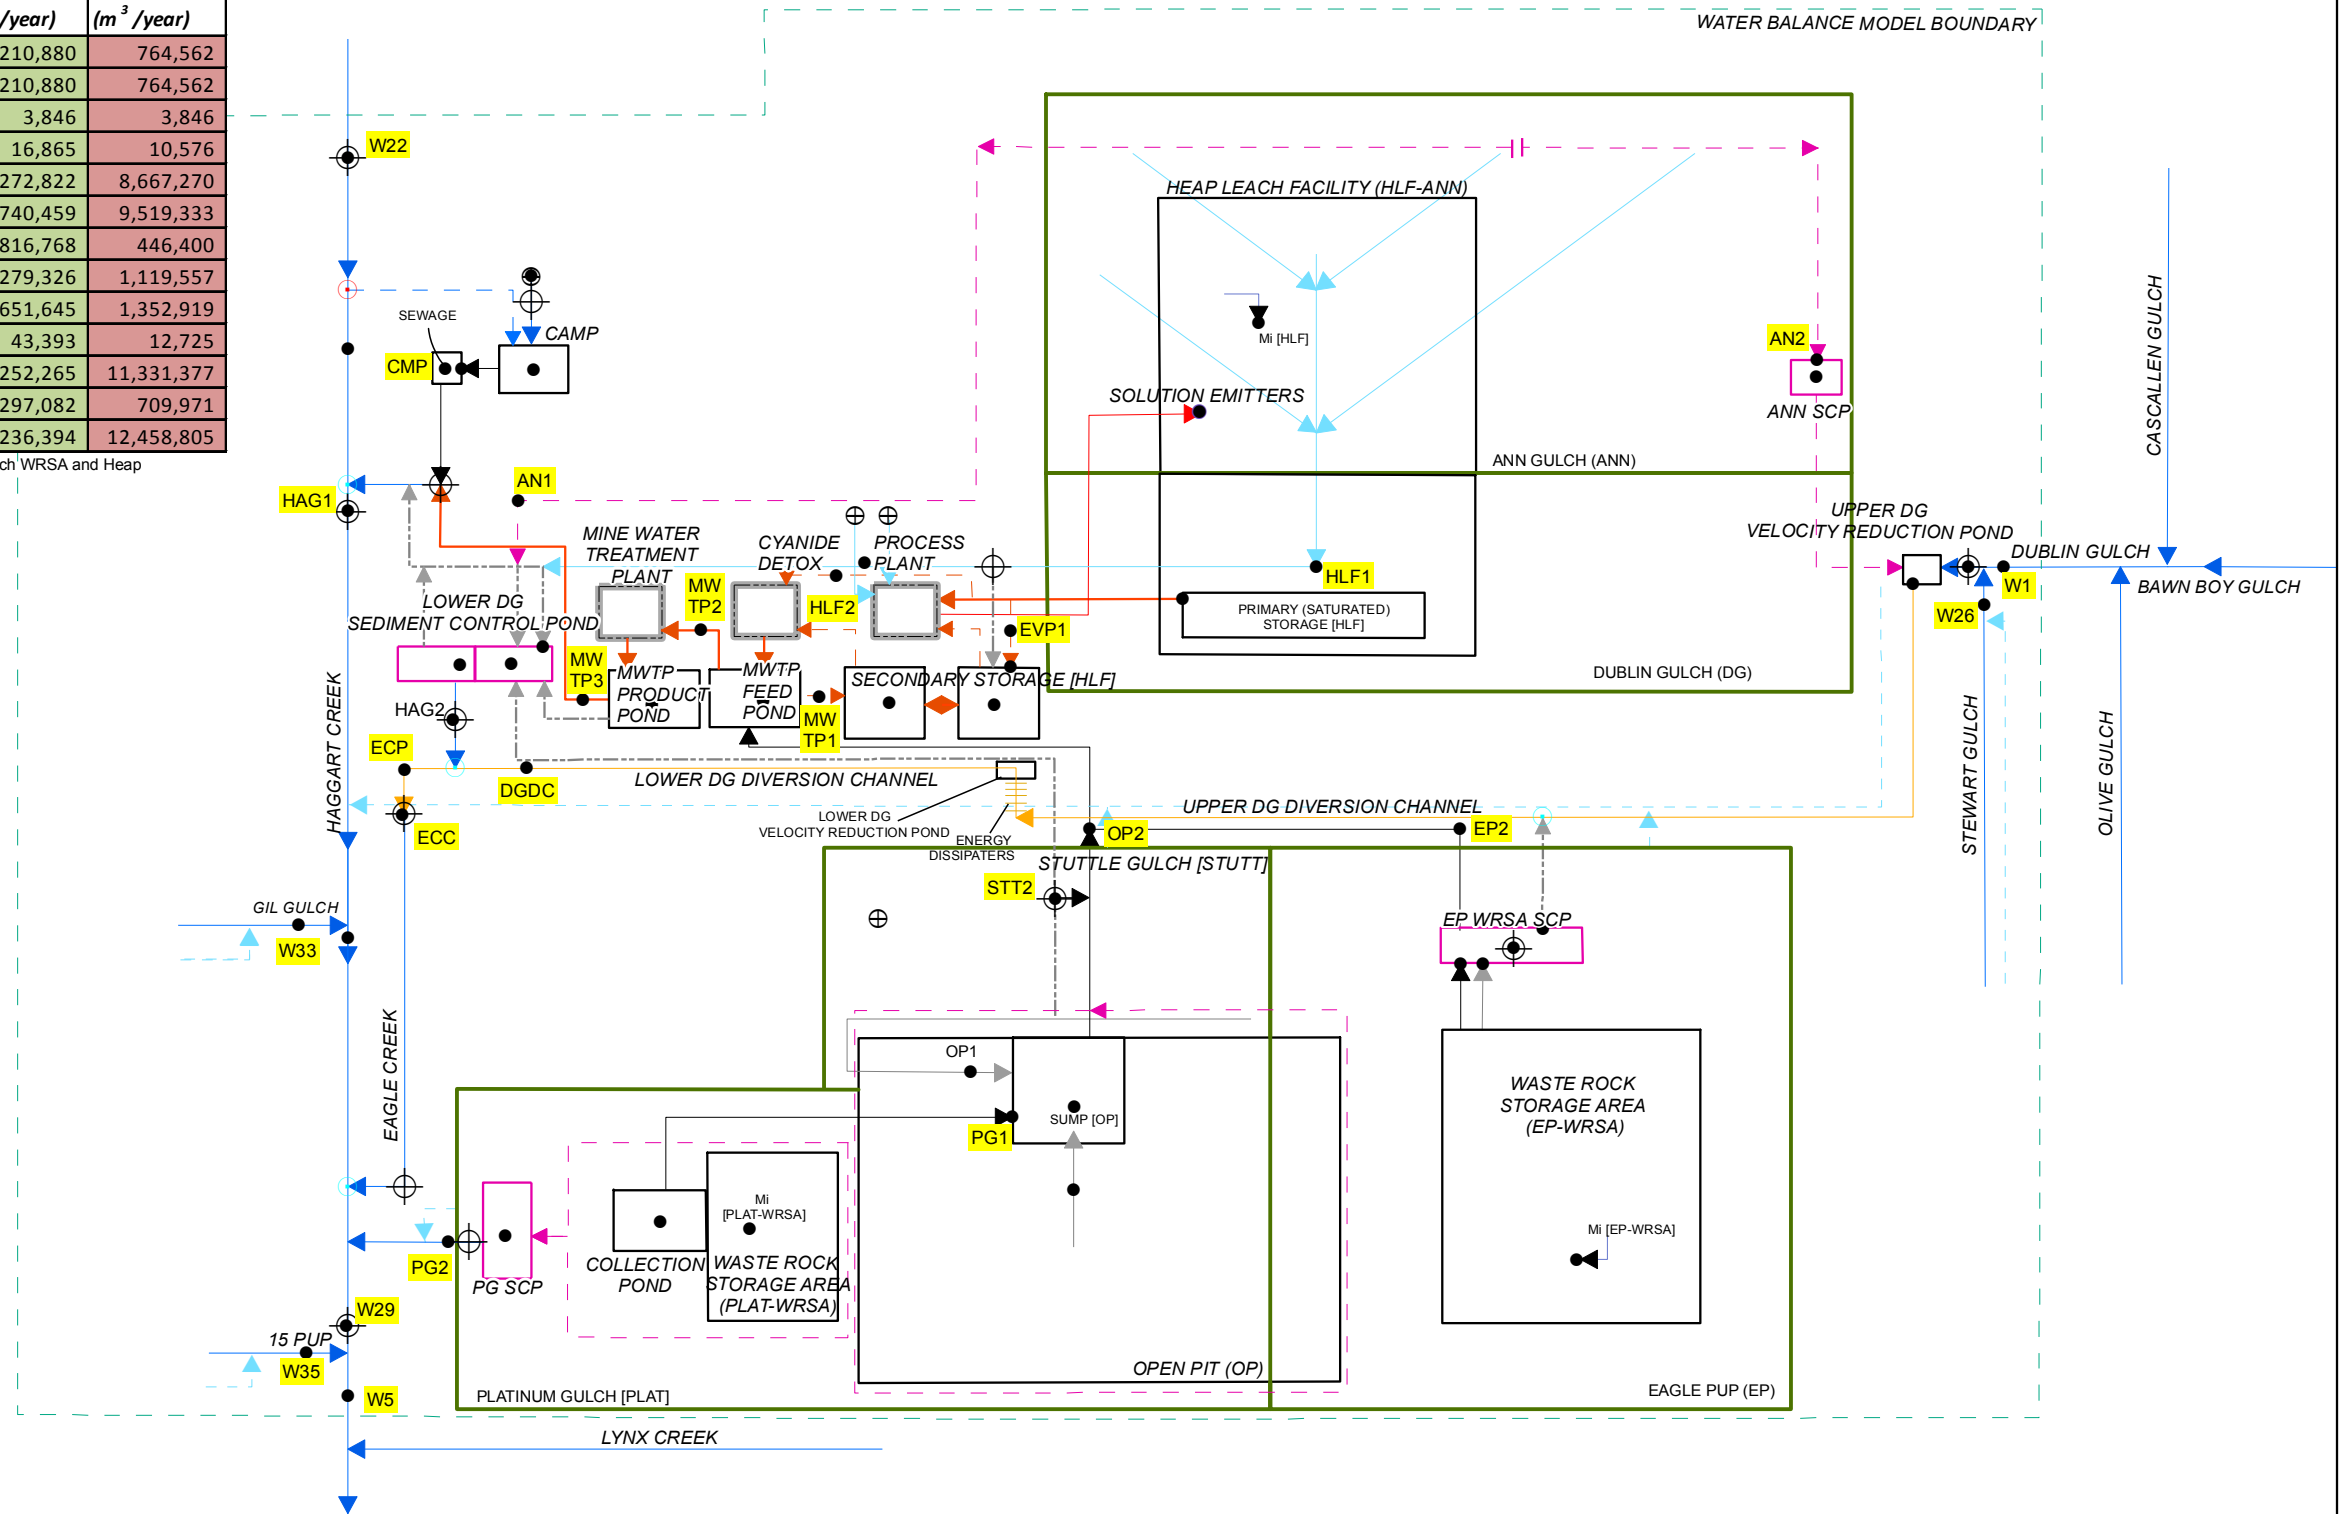 /year) (m³/year)
210,880 764,562
210,880 764,562
3,846 3,846
16,865 10,576
272,822 8,667,270
740,459 9,519,333
816,768 446,400
279,326 1,119,557
651,645 1,352,919
43,393 12,725
252,265 11,331,377
297,082 709,971
236,394 12,458,805
ch WRSA and Heap
WATER BALANCE MODEL BOUNDARY
W22
HEAP LEACH FACILITY (HLF-ANN)
SEWAGE
CAMP
CMP
Mi [HLF]
AN2
SOLUTION EMITTERS
ANN SCP
CASCALLEN GULCH
ANN GULCH (ANN)
AN1
HAG1
UPPER DG
VELOCITY REDUCTION POND
MINE WATER
TREATMENT
PLANT
CYANIDE
DETOX
PROCESS
PLANT
DUBLIN GULCH
BAWN BOY GULCH
W1
W26
HLF1
MW
TP2
HLF2
PRIMARY (SATURATED)
STORAGE [HLF]
LOWER DG
SEDIMENT CONTROL POND
EVP1
MW
TP3
MWTP
PRODUCT
POND
MWTP
FEED
POND
SECONDARY STORAGE [HLF]
DUBLIN GULCH (DG)
HAG2
MW
TP1
HAGGART CREEK
ECP
DGDC
LOWER DG DIVERSION CHANNEL
STEWART GULCH
OLIVE GULCH
UPPER DG DIVERSION CHANNEL
LOWER DG
VELOCITY REDUCTION POND
ENERGY
DISSIPATERS
ECC
OP2
EP2
STUTTLE GULCH [STUTT]
STT2
GIL GULCH
W33
EP WRSA SCP
EAGLE CREEK
OP1
SUMP [OP]
PG1
WASTE ROCK
STORAGE AREA
(EP-WRSA)
Mi
[PLAT-WRSA]
Mi [EP-WRSA]
PG2
PG SCP
COLLECTION
POND
WASTE ROCK
STORAGE AREA
(PLAT-WRSA)
W29
15 PUP
W35
W5
OPEN PIT (OP)
PLATINUM GULCH [PLAT]
EAGLE PUP (EP)
LYNX CREEK